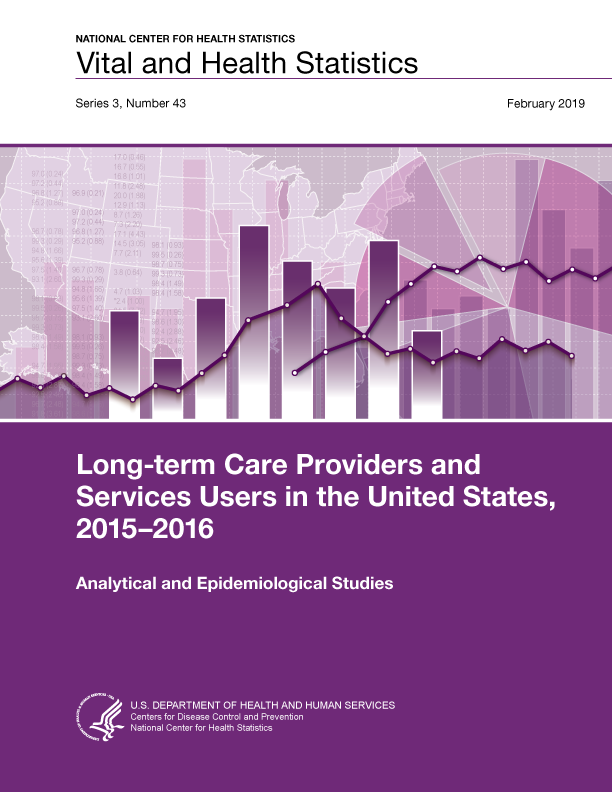 NATIONAL CENTER FOR HEALTH STATISTICS
Vital and Health Statistics
Series 3, Number 43
February 2019
Long-term Care Providers and
Services Users in the United States,
2015–2016
Analytical and Epidemiological Studies
U.S. DEPARTMENT OF HEALTH AND HUMAN SERVICES
Centers for Disease Control and Prevention
National Center for Health Statistics